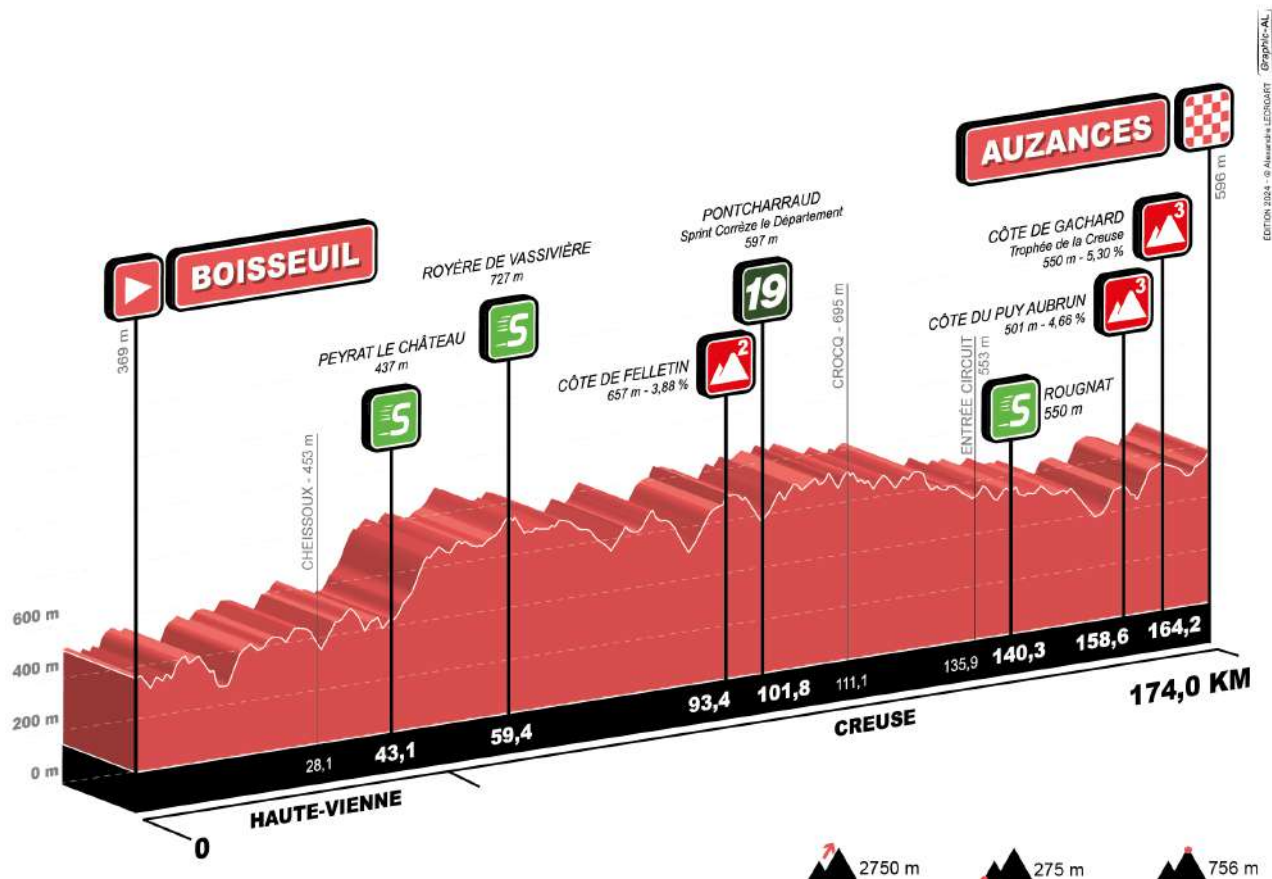 BOISSEUIL
369 m
CHEISSOUX - 453 m
PEYRAT LE CHÂTEAU
437 m
S
ROYÈRE DE VASSIVIÈRE
727 m
S
CÔTE DE FELLETIN
657 m - 3,88 %
2
PONTCHARRAUD
Sprint Corrèze le Département
597 m
19
CROCQ - 695 m
ENTRÉE CIRCUIT
553 m
ROUGNAT
550 m
S
CÔTE DU PUY AUBRUN
501 m - 4,66 %
3
CÔTE DE GACHARD
Trophée de la Creuse
550 m - 5,30 %
3
AUZANCES
596 m
ÉDITION 2024 - © Alexandre
Graphic-AL
600 m
400 m
200 m
0 m
0
28,1
43,1
59,4
93,4
101,8
111,1
135,9
140,3
158,6
164,2
174,0 KM
HAUTE-VIENNE
CREUSE
2750 m
275 m
756 m